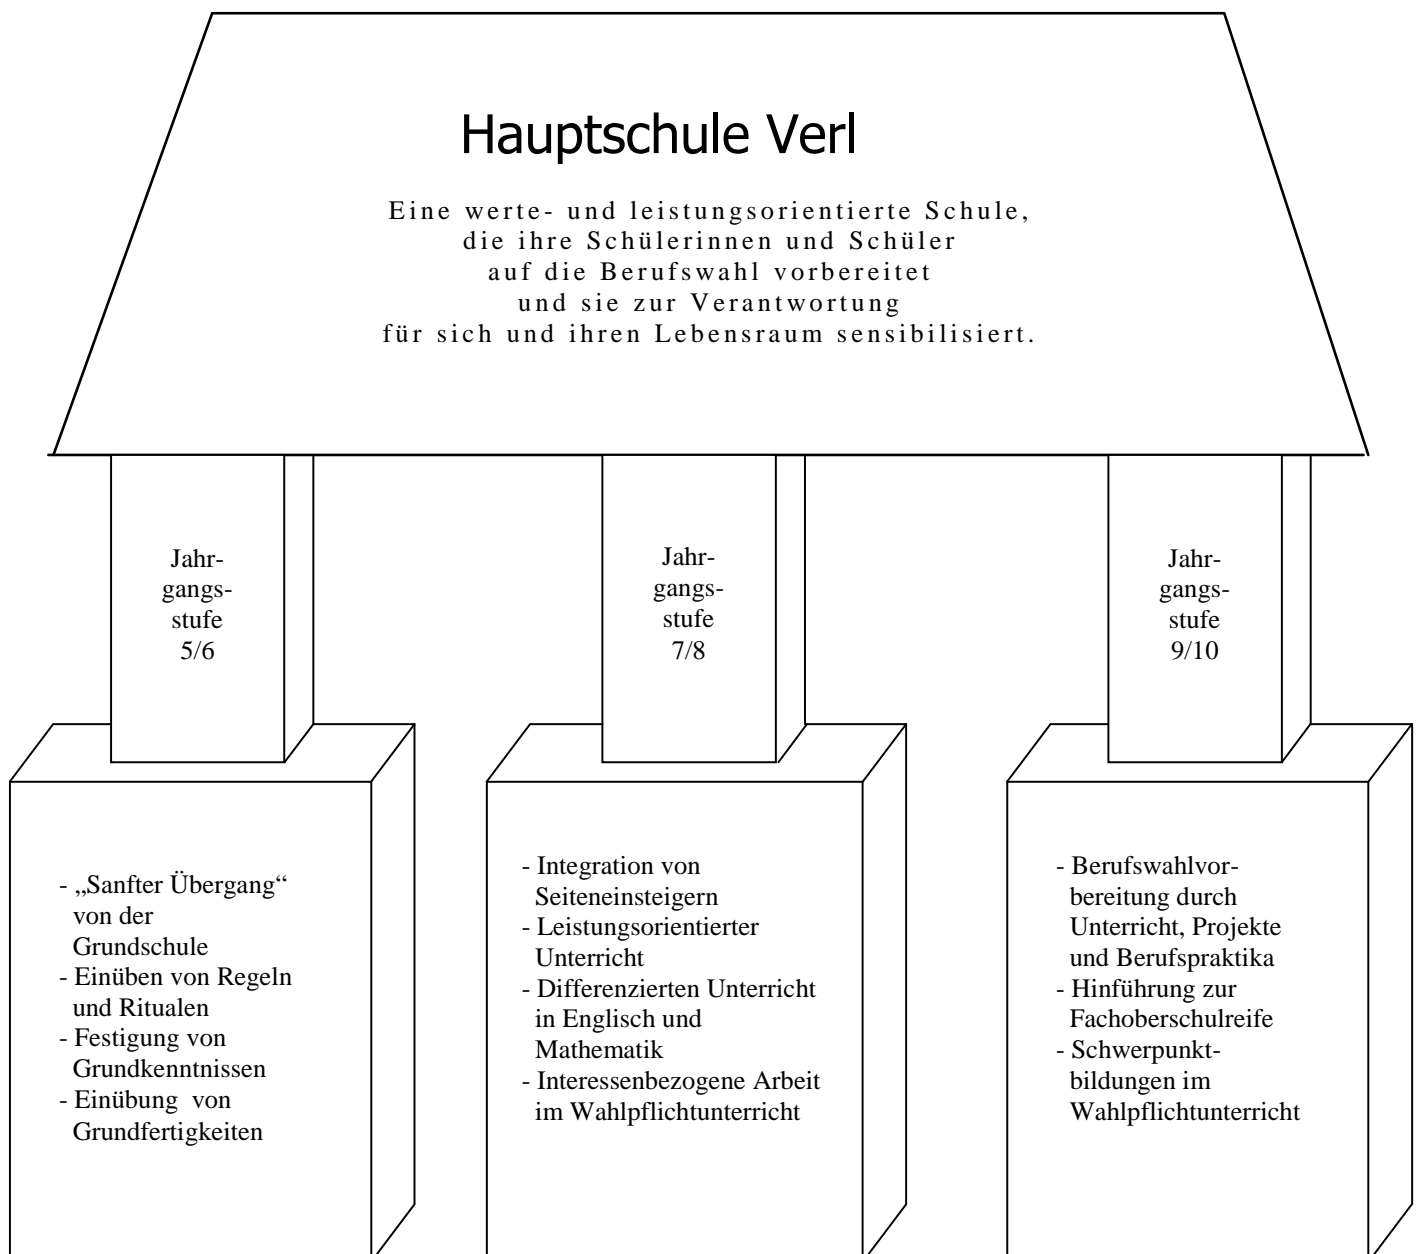 Hauptschule Verl
Eine werte- und leistungsorientierte Schule,
die ihre Schülerinnen und Schüler
auf die Berufswahl vorbereitet
und sie zur Verantwortung
für sich und ihren Lebensraum sensibilisiert.
Jahr-
gangs-
stufe
5/6
Jahr-
gangs-
stufe
7/8
Jahr-
gangs-
stufe
9/10
- „Sanfter Übergang“
von der
Grundschule
- Einüben von Regeln
und Ritualen
- Festigung von
Grundkenntnissen
- Einübung von
Grundfertigkeiten
- Integration von
Seiteneinsteigern
- Leistungsorientierter
Unterricht
- Differenzierten Unterricht
in Englisch und
Mathematik
- Interessenbezogene Arbeit
im Wahlpflichtunterricht
- Berufswahlvor-
bereitung durch
Unterricht, Projekte
und Berufspraktika
- Hinführung zur
Fachoberschulreife
- Schwerpunkt-
bildungen im
Wahlpflichtunterricht